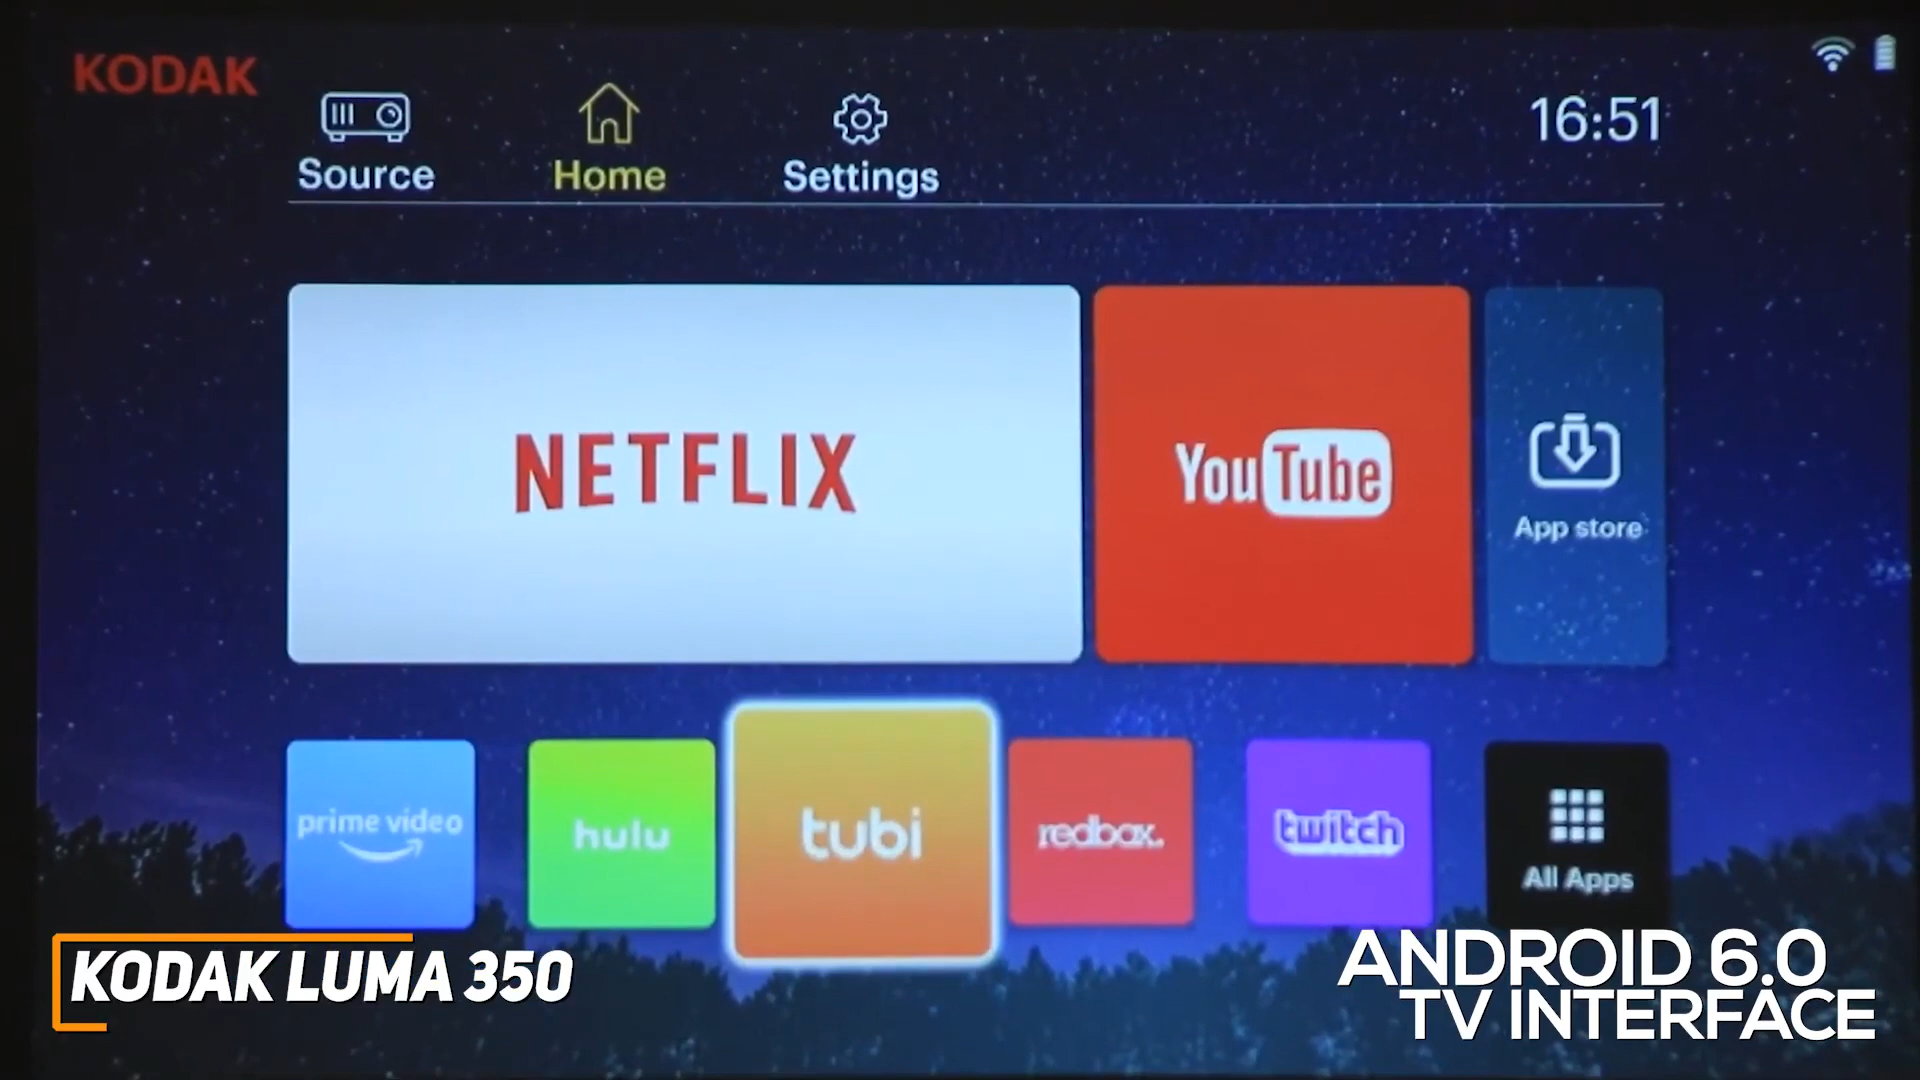 KODAK
Source
Home
Settings
16:51
NETFLIX
YouTube
App store
prime video
hulu
tubi
redbox.
twitch
All Apps
KODAK LUMA 350
ANDROID 6.0
TV INTERFACE